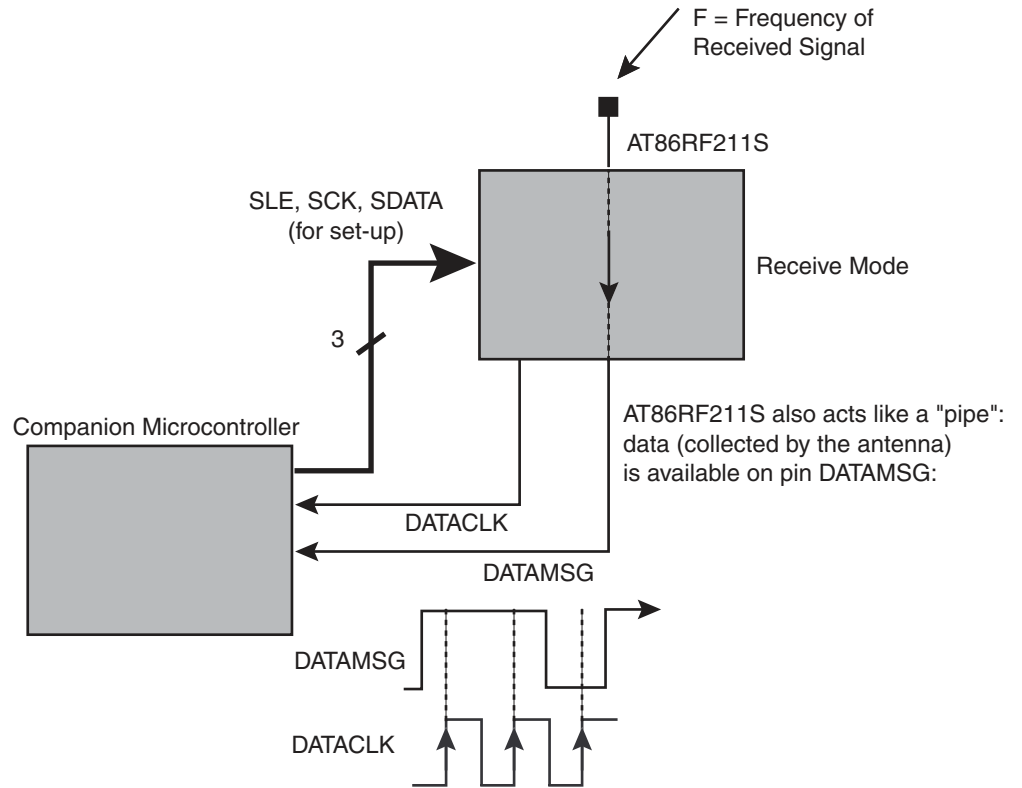 F = Frequency of
Received Signal
AT86RF211S
SLE, SCK, SDATA
(for set-up)
Receive Mode
3
Companion Microcontroller
AT86RF211S also acts like a "pipe":
data (collected by the antenna)
is available on pin DATAMSG:
DATACLK
DATAMSG
DATAMSG
DATACLK